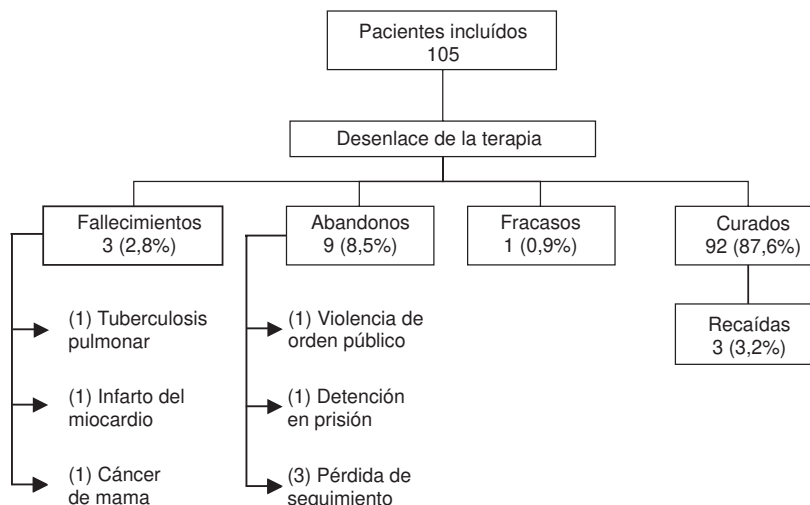 Pacientes incluídos
105
Desenlace de la terapia
Fallecimientos
3 (2,8%)
Abandonos
9 (8,5%)
Fracasos
1 (0,9%)
Curados
92 (87,6%)
(1) Tuberculosis
pulmonar
(1) Infarto del
miocardio
(1) Cáncer
de mama
(1) Violencia de
orden público
(1) Detención
en prisión
(3) Pérdida de
seguimiento
Recaídas
3 (3,2%)